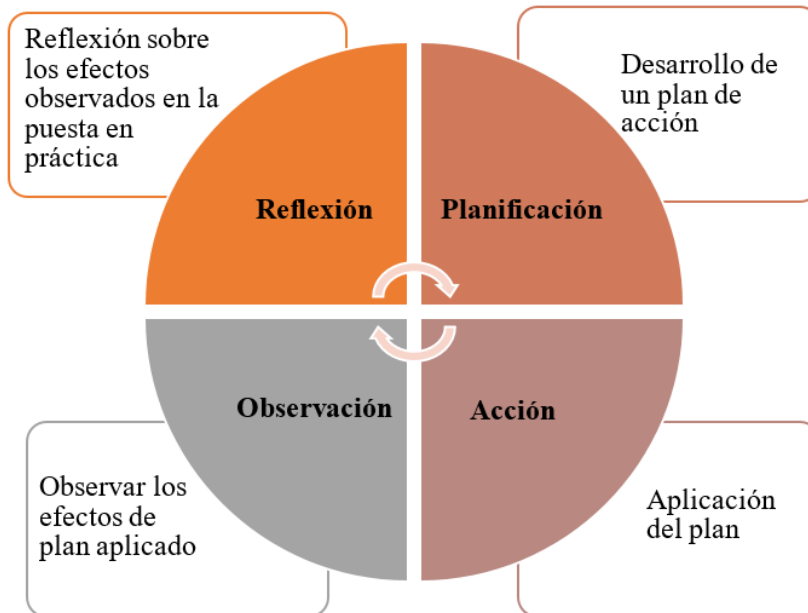 Reflexión sobre
los efectos
observados en la
puesta en
práctica
Desarrollo de
un plan de
acción
Reflexión
Planificación
Observación
Acción
Observar los
efectos de
plan aplicado
Aplicación
del plan